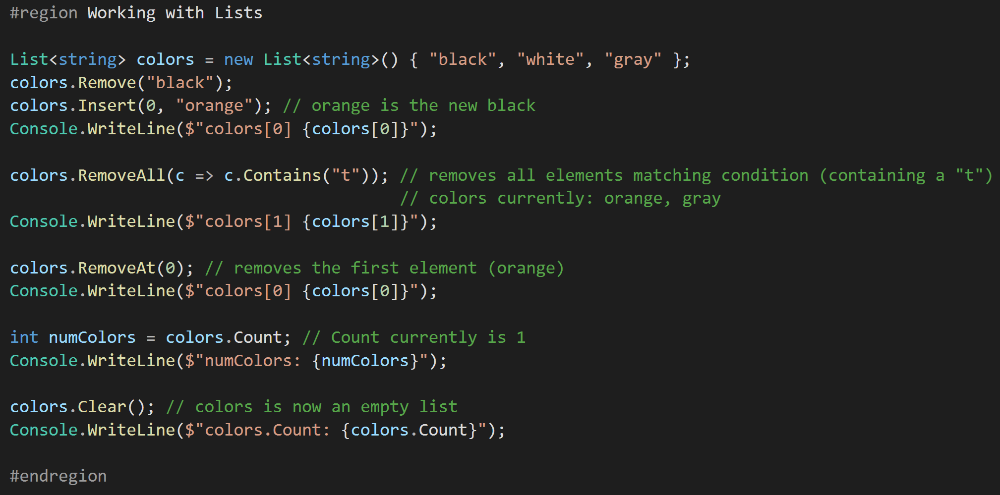 #region Working with Lists
List<string> colors = new List<string>() { "black", "white", "gray" };
colors.Remove("black");
colors.Insert(0, "orange"); // orange is the new black
Console.WriteLine($"colors[0] {colors[0]}");
colors.RemoveAll(c => c.Contains("t")); // removes all elements matching condition (containing a "t")
// colors currently: orange, gray
Console.WriteLine($"colors[1] {colors[1]}");
colors.RemoveAt(0); // removes the first element (orange)
Console.WriteLine($"colors[0] {colors[0]}");
int numColors = colors.Count; // Count currently is 1
Console.WriteLine($"numColors: {numColors}");
colors.Clear(); // colors is now an empty list
Console.WriteLine($"colors.Count: {colors.Count}");
#endregion